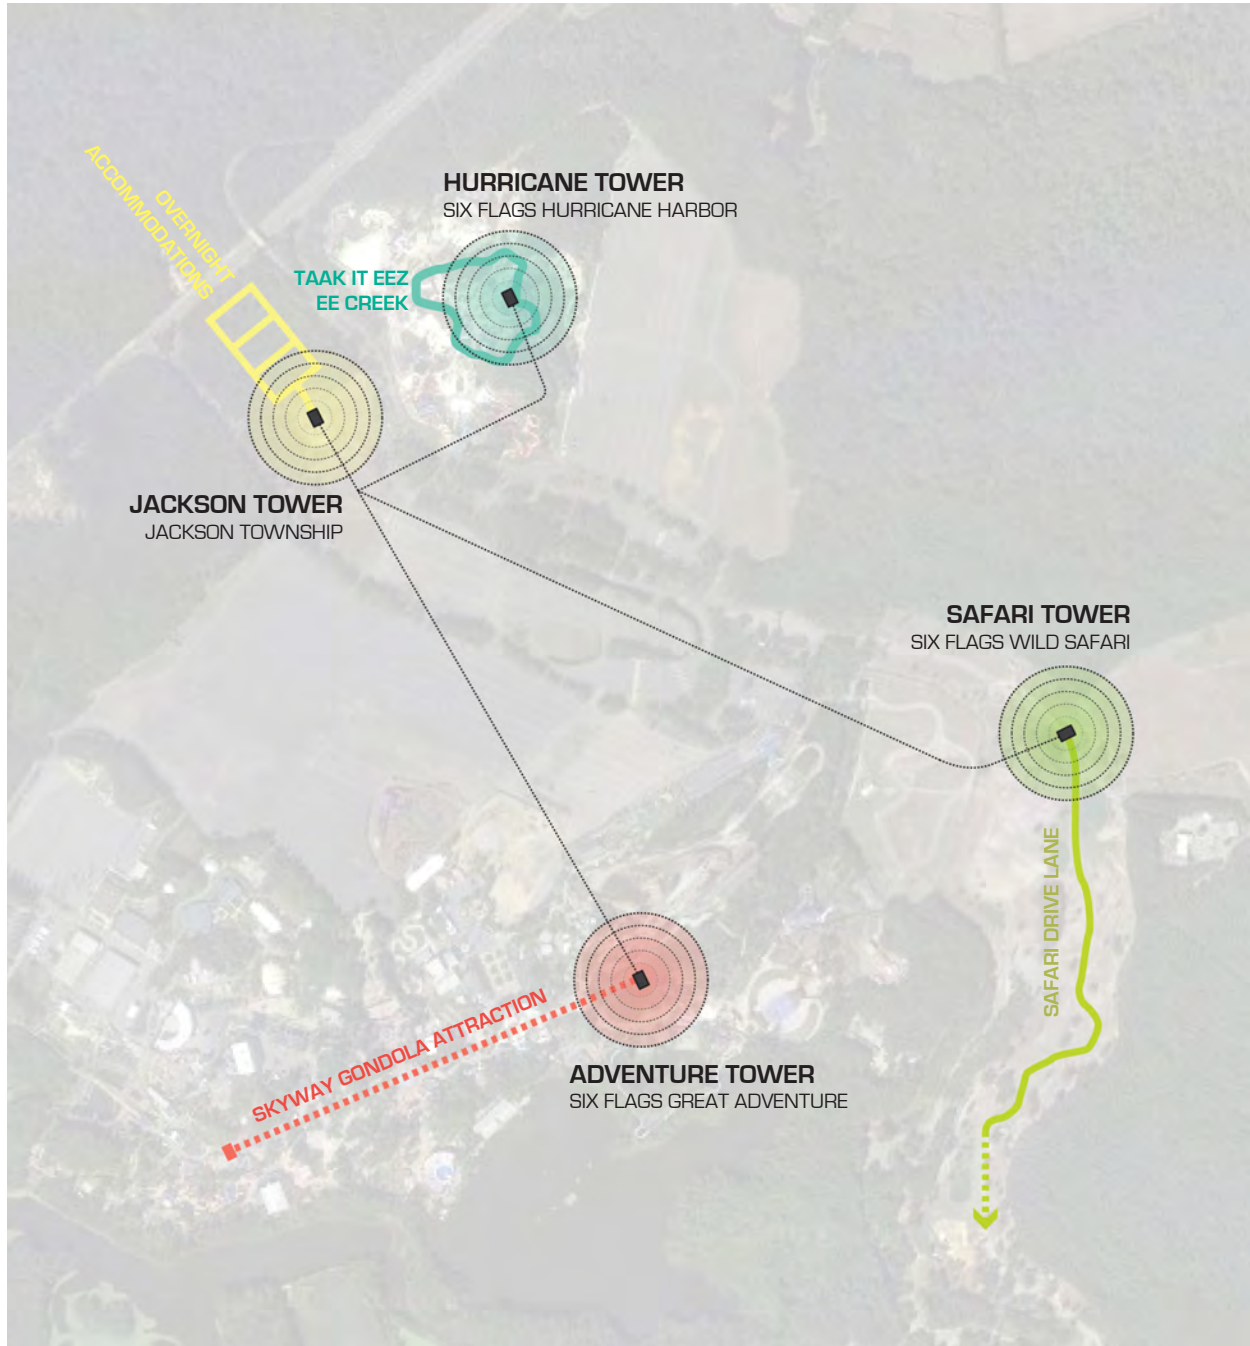 OVERNIGHT
ACCOMMODATIONS
HURRICANE TOWER
SIX FLAGS HURRICANE HARBOR
TAAK IT EEZ
EE CREEK
JACKSON TOWER
JACKSON TOWNSHIP
SAFARI TOWER
SIX FLAGS WILD SAFARI
SAFARI DRIVE LANE
SKYWAY GONDOLA ATTRACTION
ADVENTURE TOWER
SIX FLAGS GREAT ADVENTURE